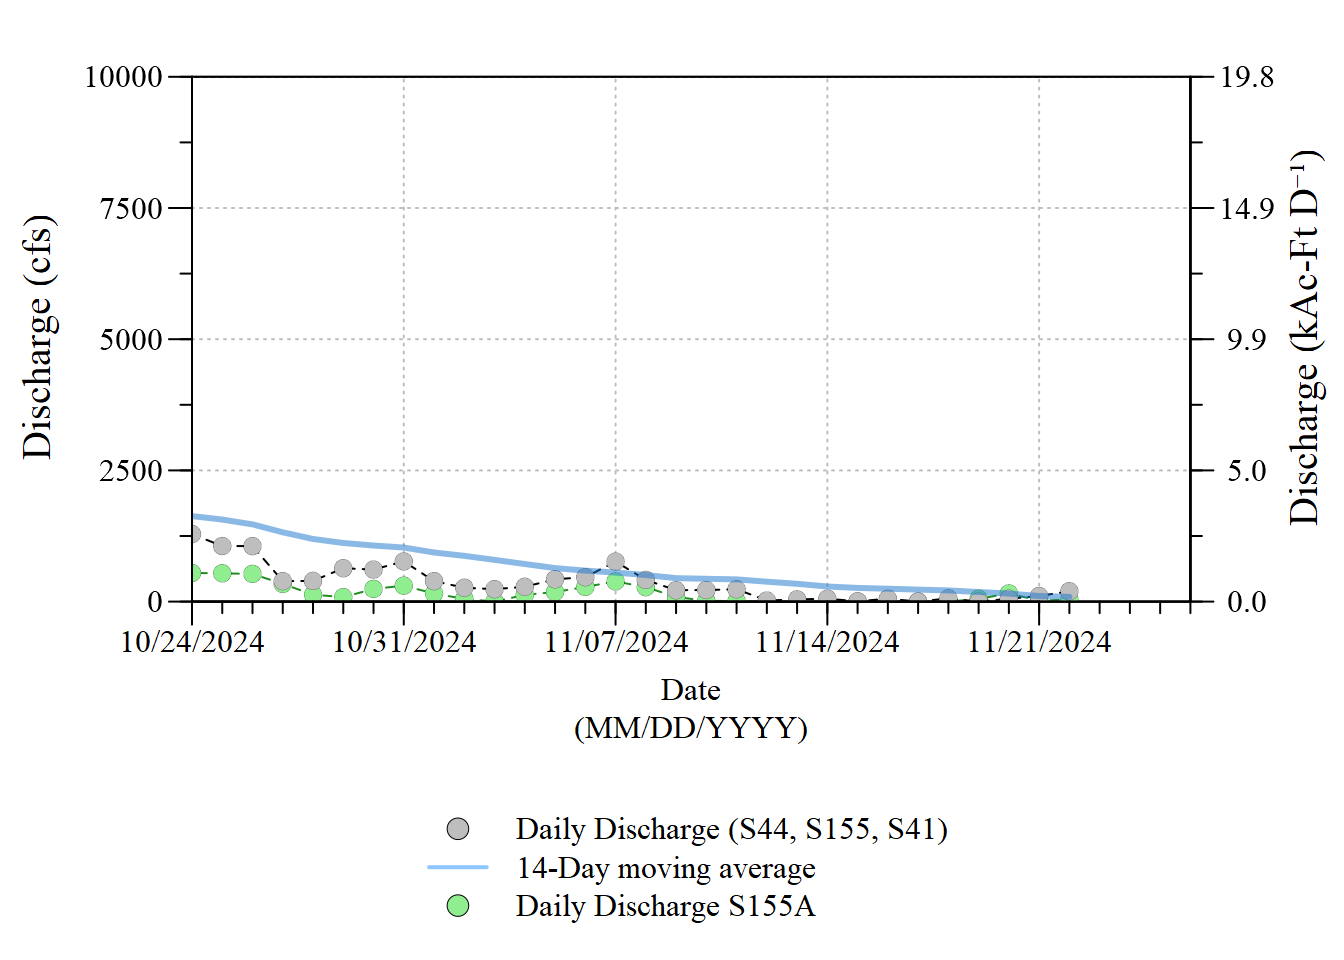 10000
7500
5000
2500
0
Discharge (cfs)
19.8
14.9
9.9
5.0
0.0
Discharge (kAc-Ft D⁻¹)
10/24/2024
10/31/2024
11/07/2024
11/14/2024
11/21/2024
Date
(MM/DD/YYYY)
Daily Discharge (S44, S155, S41)
14-Day moving average
Daily Discharge S155A